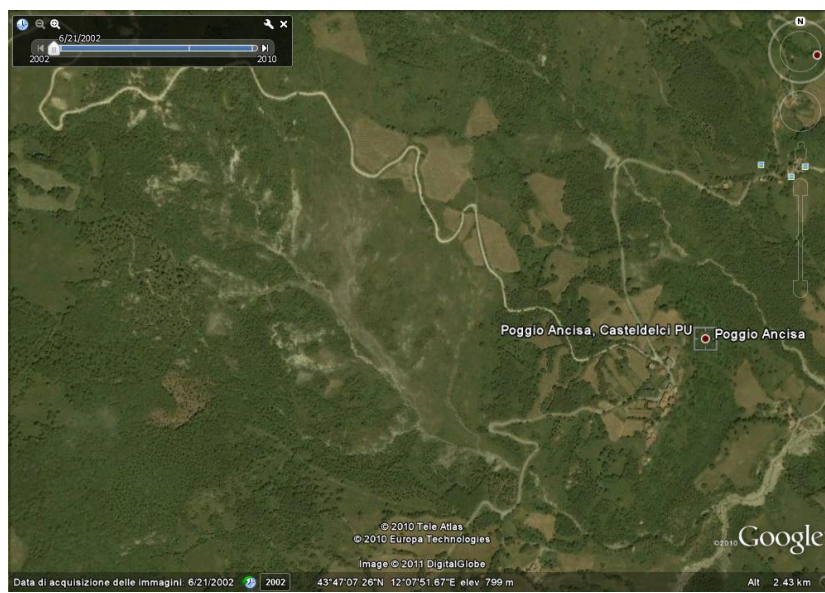 6/21/2002
2002
2010
N
Poggio Ancisa, Casteldelci PU
Poggio Ancisa
© 2010 Tele Atlas
© 2010 Europa Technologies
Image © 2011 DigitalGlobe
©2010 Google
Data di acquisizione delle immagini: 6/21/2002 2002 43°47'07.26"N 12°07'51.67"E elev 799 m Alt 2.43 km